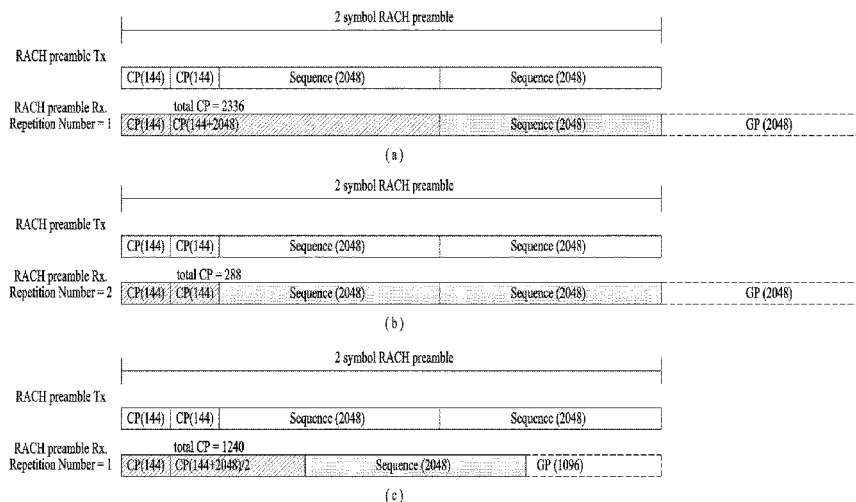 2 symbol RACH preamble
RACH preamble Tx
CP(144) CP(144) Sequence (2048) Sequence (2048)
RACH preamble Rx. total CP = 2336
Repetition Number = 1 CP(144) CP(144+2048) Sequence (2048) GP (2048)
( a )
2 symbol RACH preamble
RACH preamble Tx
CP(144) CP(144) Sequence (2048) Sequence (2048)
RACH preamble Rx. total CP = 288
Repetition Number = 2 CP(144) CP(144) Sequence (2048) Sequence (2048) GP (2048)
( b )
2 symbol RACH preamble
RACH preamble Tx
CP(144) CP(144) Sequence (2048) Sequence (2048)
RACH preamble Rx. total CP = 1240
Repetition Number = 1 CP(144) CP(144+2048)/2 Sequence (2048) GP (1096)
( c )